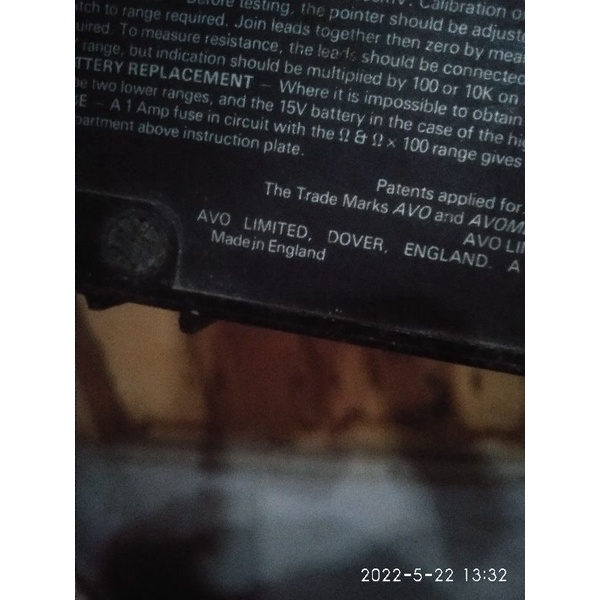 Calibration of
Before testing, the pointer should be adjuste
tch to range required. Join leads together then zero by mea
uired. To measure resistance, the leads should be connected
range, but indication should be multiplied by 100 or 10K on
TTERY REPLACEMENT – Where it is impossible to obtain
e two lower ranges, and the 15V battery in the case of the hig
E – A 1 Amp fuse in circuit with the Ω & Ω × 100 range gives
partment above instruction plate.
Patents applied for.
The Trade Marks AVO and AVOM
AVO LI
AVO LIMITED, DOVER, ENGLAND. A
Made in England
2022-5-22 13:32